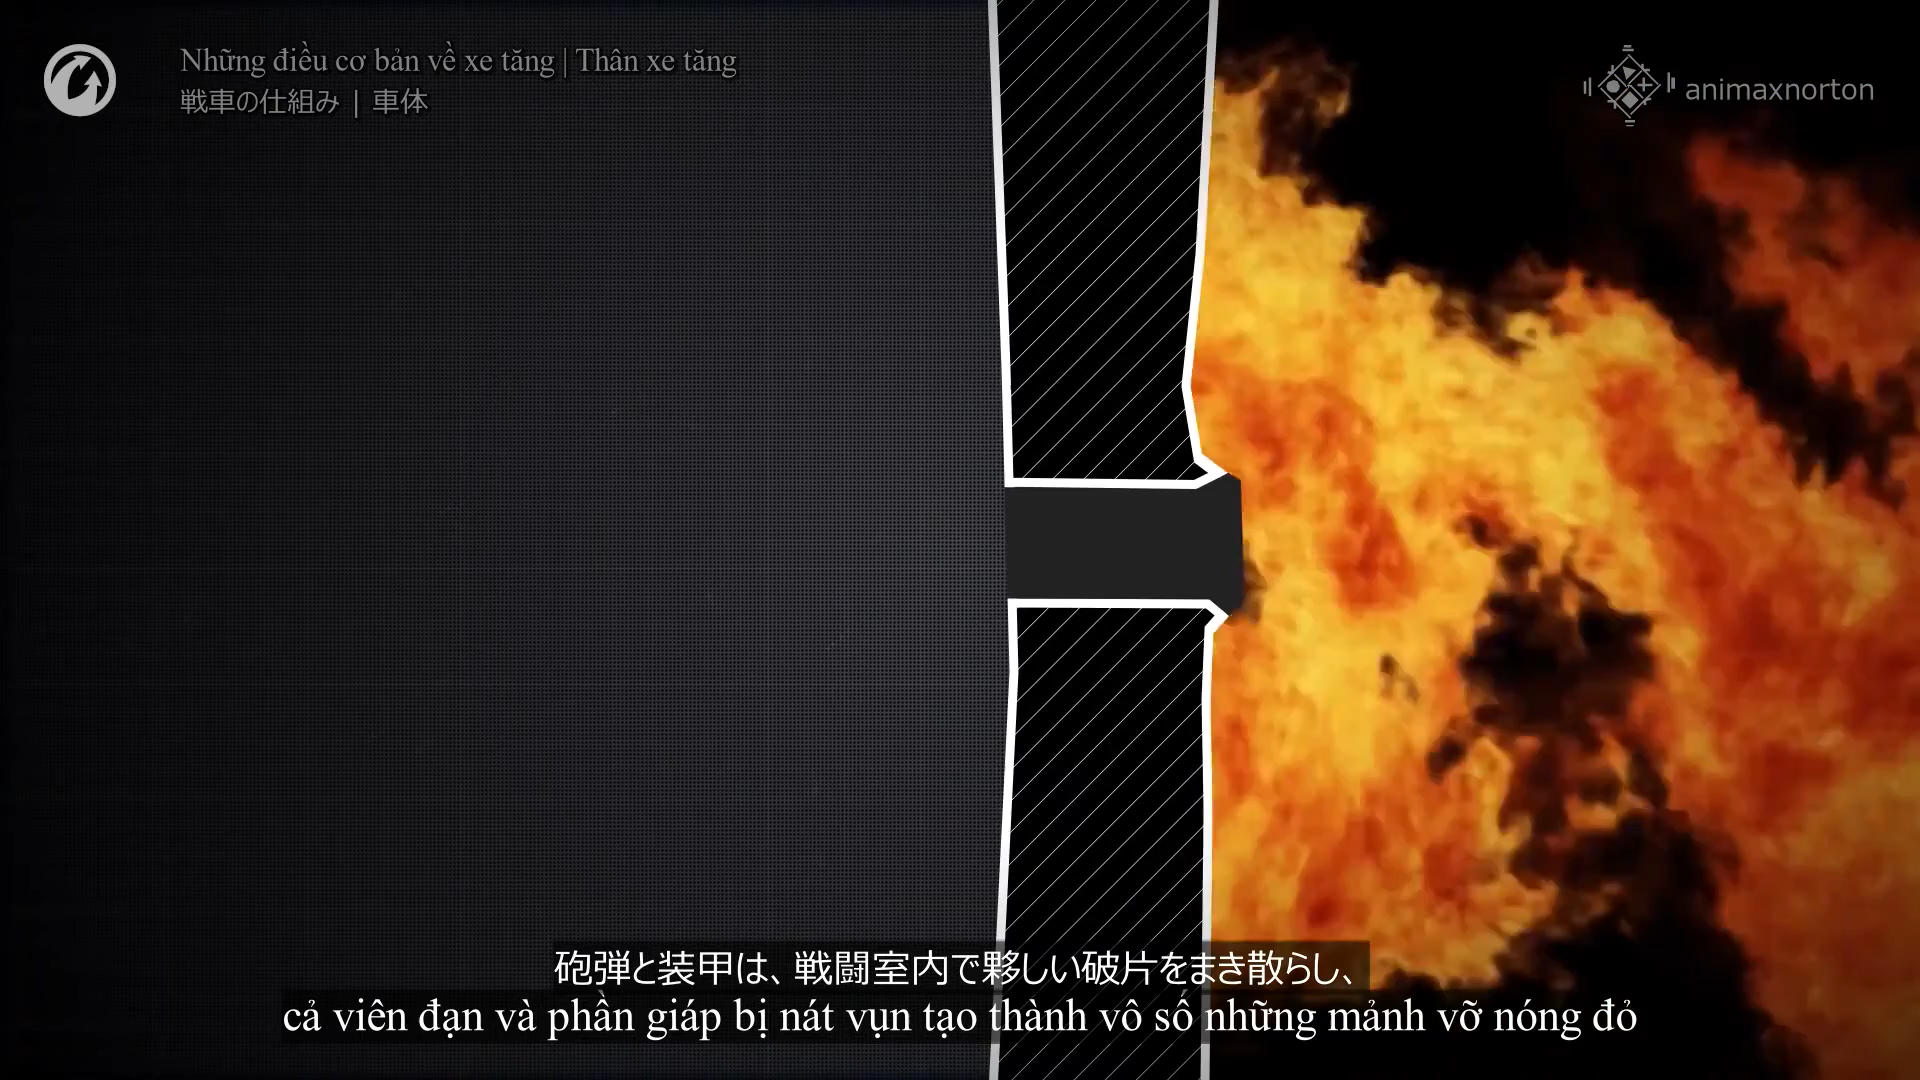 Những điều cơ bản về xe tăng | Thân xe tăng
戦車の仕組み | 車体
animaxnorton
砲弾と装甲は、戦闘室内で夥しい破片をまき散らし、
cả viên đạn và phần giáp bị nát vụn tạo thành vô số những mảnh vỡ nóng đỏ